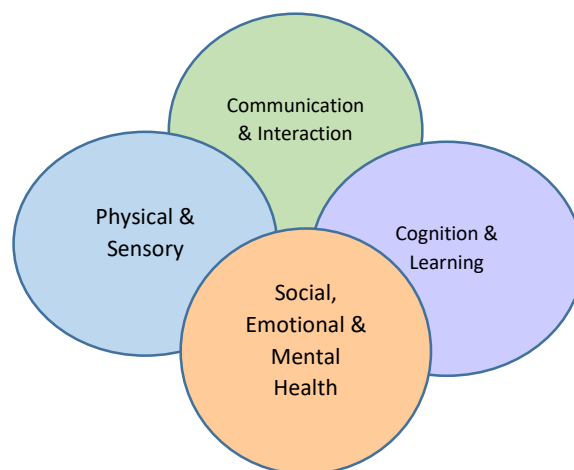 Communication
& Interaction
Physical &
Sensory
Cognition &
Learning
Social,
Emotional &
Mental
Health